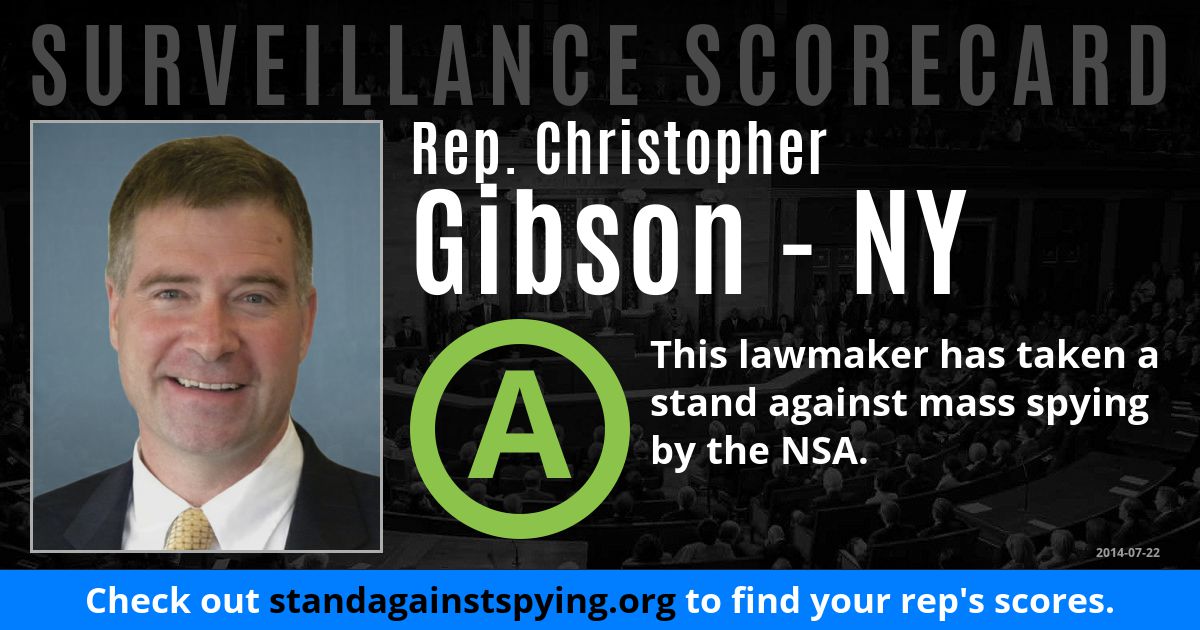 SURVEILLANCE SCORECARD
Rep. Christopher
Gibson - NY
A
This lawmaker has taken a
stand against mass spying
by the NSA.
2014-07-22
Check out standagainstspying.org to find your rep's scores.